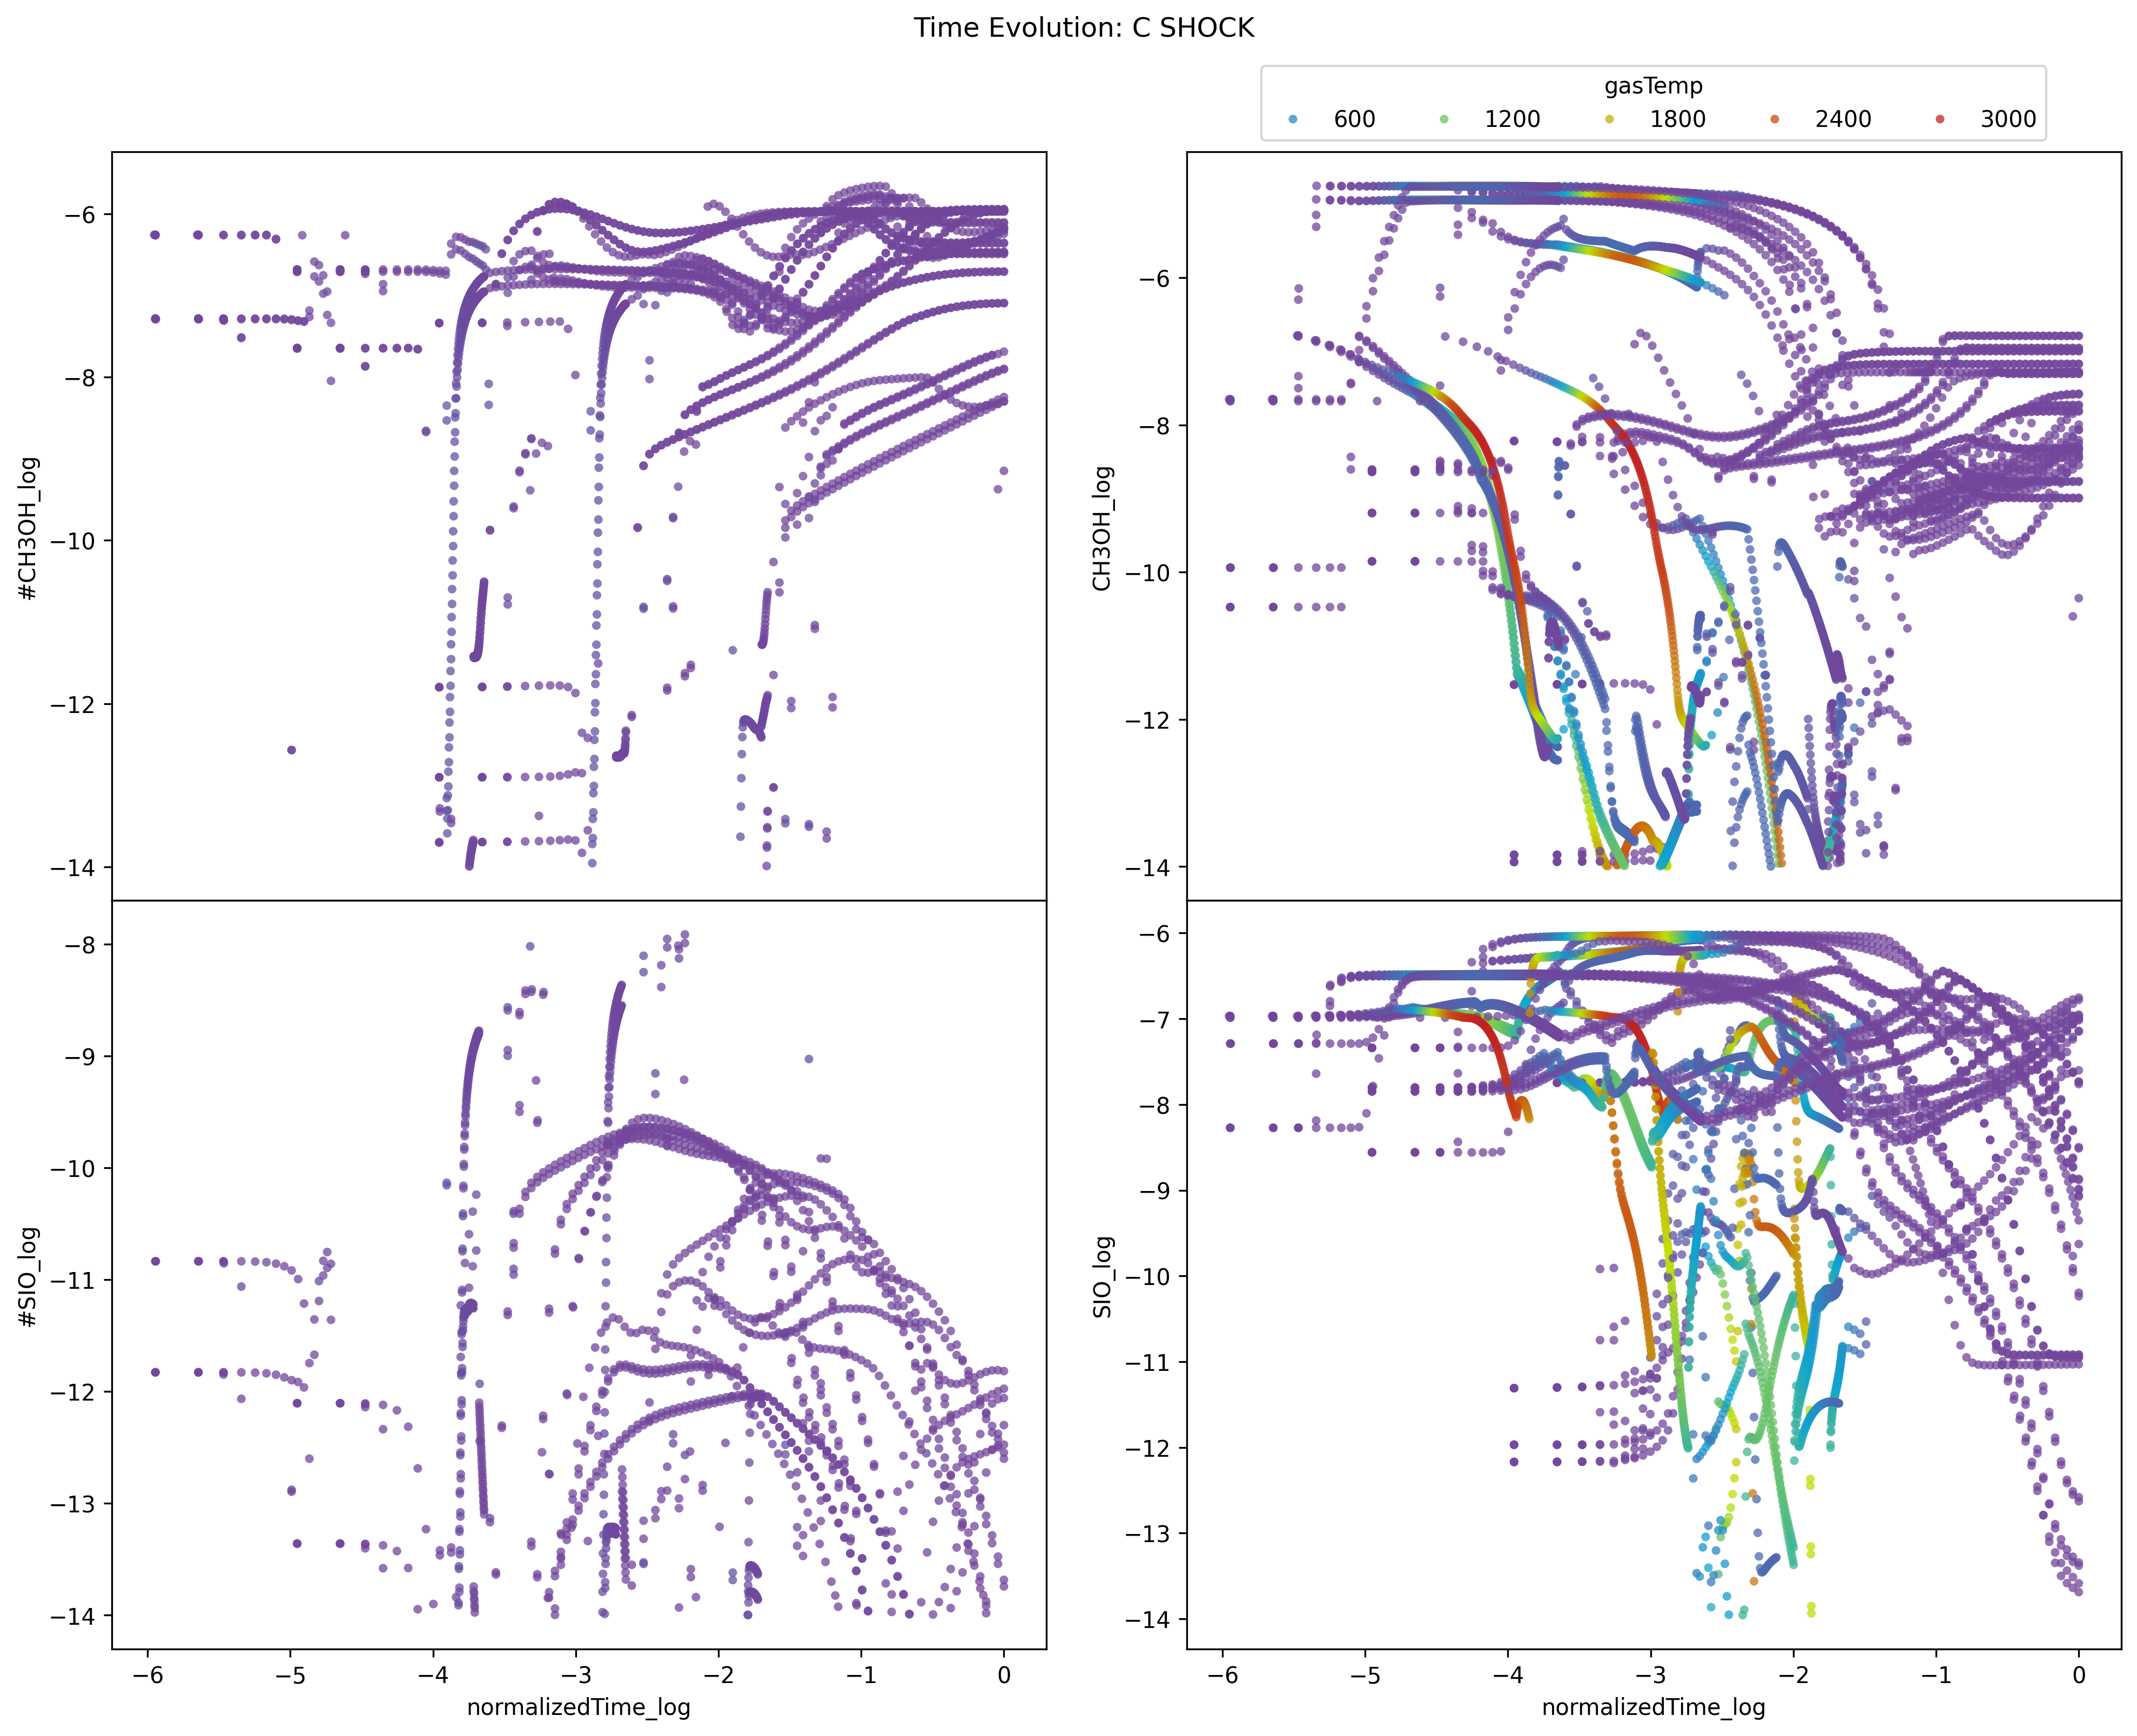 Time Evolution: C SHOCK
gasTemp
600 1200 1800 2400 3000
#CH3OH_log
−6
−8
−10
−12
−14
CH3OH_log
−6
−8
−10
−12
−14
#SIO_log
−8
−9
−10
−11
−12
−13
−14
SIO_log
−6
−7
−8
−9
−10
−11
−12
−13
−14
−6 −5 −4 −3 −2 −1 0
normalizedTime_log
−6 −5 −4 −3 −2 −1 0
normalizedTime_log